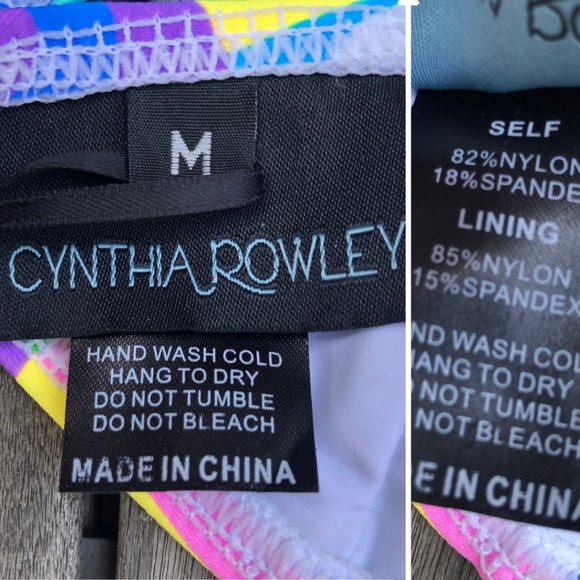 M
CYNTHIA ROWLEY
HAND WASH COLD
HANG TO DRY
DO NOT TUMBLE
DO NOT BLEACH
MADE IN CHINA
SELF
82%NYLON
18%SPANDE
LINING
85%NYLON
15%SPANDEX
ND WASH COL
ANG TO DRY
NOT TUMBLE
NOT BLEACH
E IN CHINA